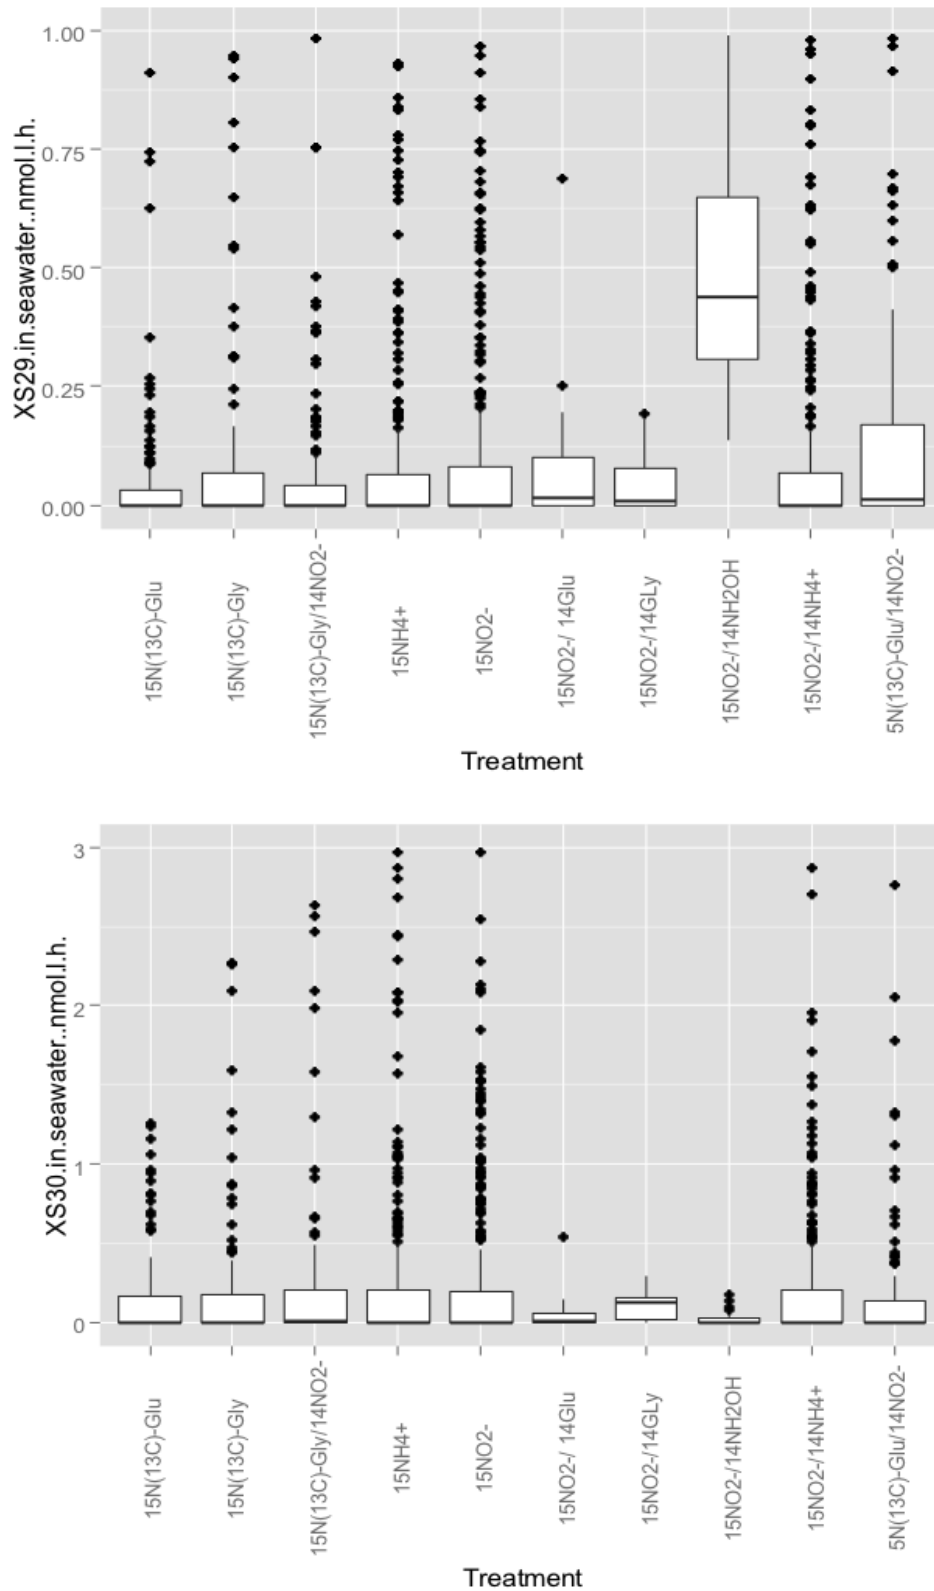 XS29.in.seawater..nmol.l.h.
1.00
0.75
0.50
0.25
0.00
15N(13C)-Glu
15N(13C)-Gly
15N(13C)-Gly/14NO2-
15NH4+
15NO2-
15NO2-/ 14Glu
15NO2-/14GLy
15NO2-/14NH2OH
15NO2-/14NH4+
5N(13C)-Glu/14NO2-
Treatment
XS30.in.seawater..nmol.l.h.
3
2
1
0
15N(13C)-Glu
15N(13C)-Gly
15N(13C)-Gly/14NO2-
15NH4+
15NO2-
15NO2-/ 14Glu
15NO2-/14GLy
15NO2-/14NH2OH
15NO2-/14NH4+
5N(13C)-Glu/14NO2-
Treatment